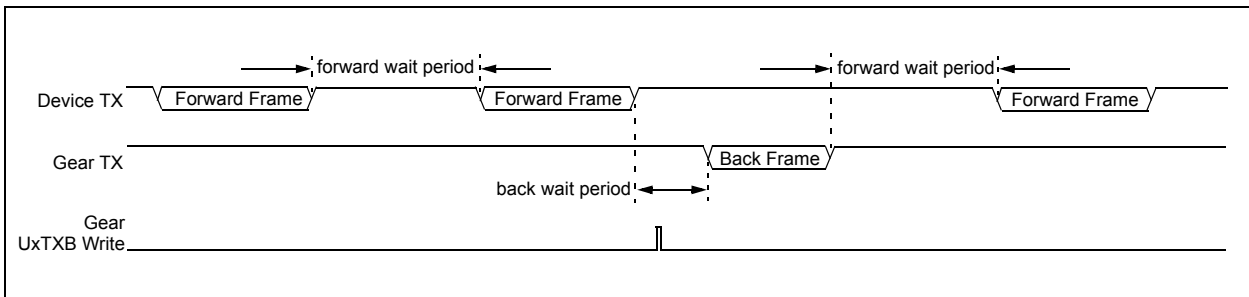 forward wait period
forward wait period
Device TX
Forward Frame
Forward Frame
Forward Frame
Gear TX
Back Frame
back wait period
Gear
UxTXB Write